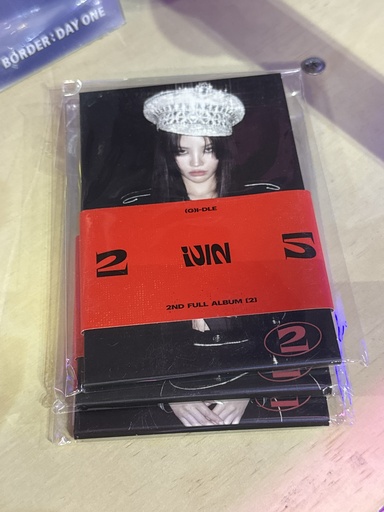 BORDER : DAY ONE
(G)I-DLE
2
2
2ND FULL ALBUM [2]
2